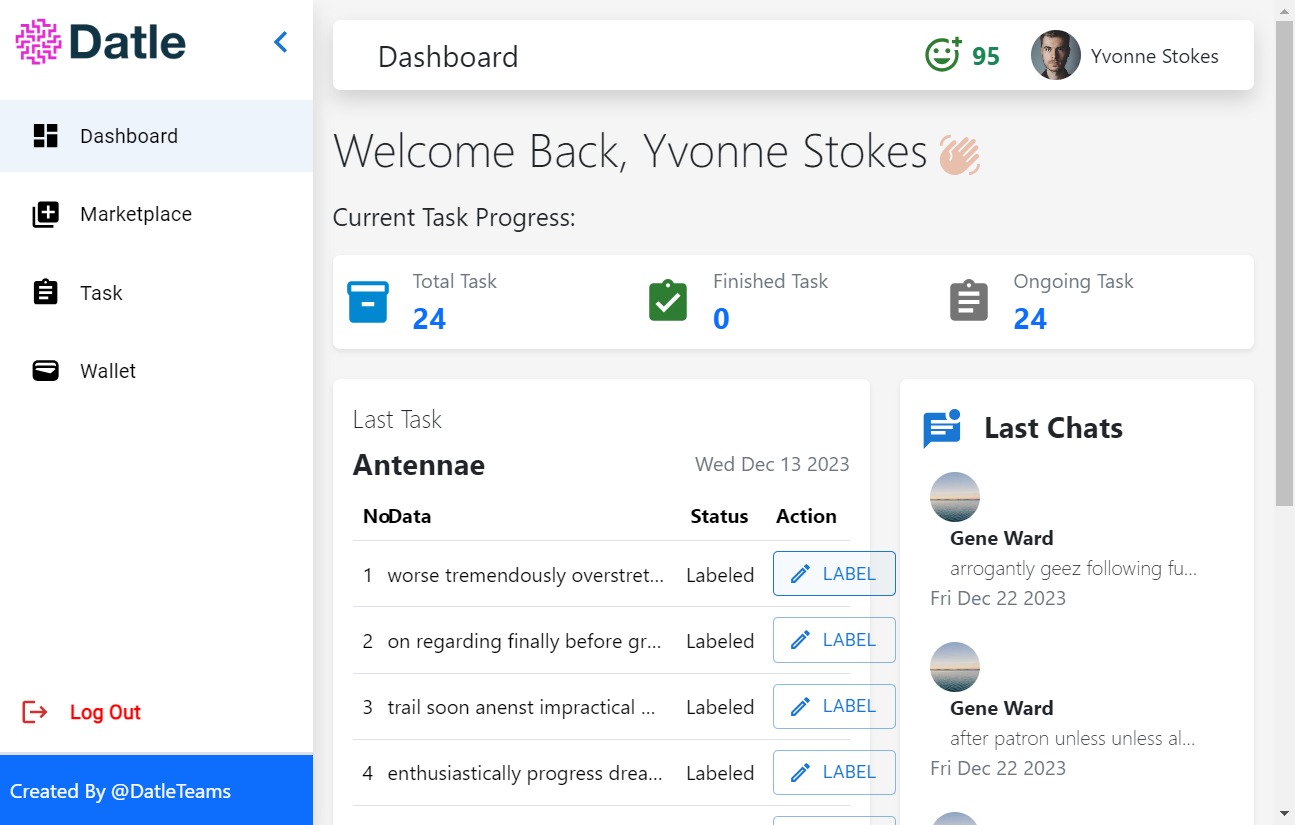 Datle
Dashboard
Marketplace
Task
Wallet
Log Out
Created By @DatleTeams
Dashboard
95
Yvonne Stokes
Welcome Back, Yvonne Stokes
Current Task Progress:
Total Task
24
Finished Task
0
Ongoing Task
24
Last Task
Antennae
Wed Dec 13 2023
No Data Status Action
1 worse tremendously overstret... Labeled LABEL
2 on regarding finally before gr... Labeled LABEL
3 trail soon anenst impractical ... Labeled LABEL
4 enthusiastically progress drea... Labeled LABEL
Last Chats
Gene Ward
arrogantly geez following fu...
Fri Dec 22 2023
Gene Ward
after patron unless unless al...
Fri Dec 22 2023